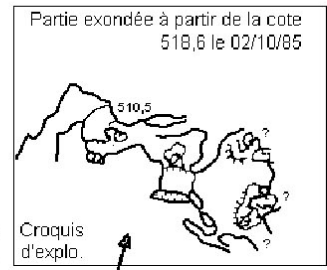 Partie exondée à partir de la cote
518,6 le 02/10/85
510,5
?
?
?
Croquis
d'explo.